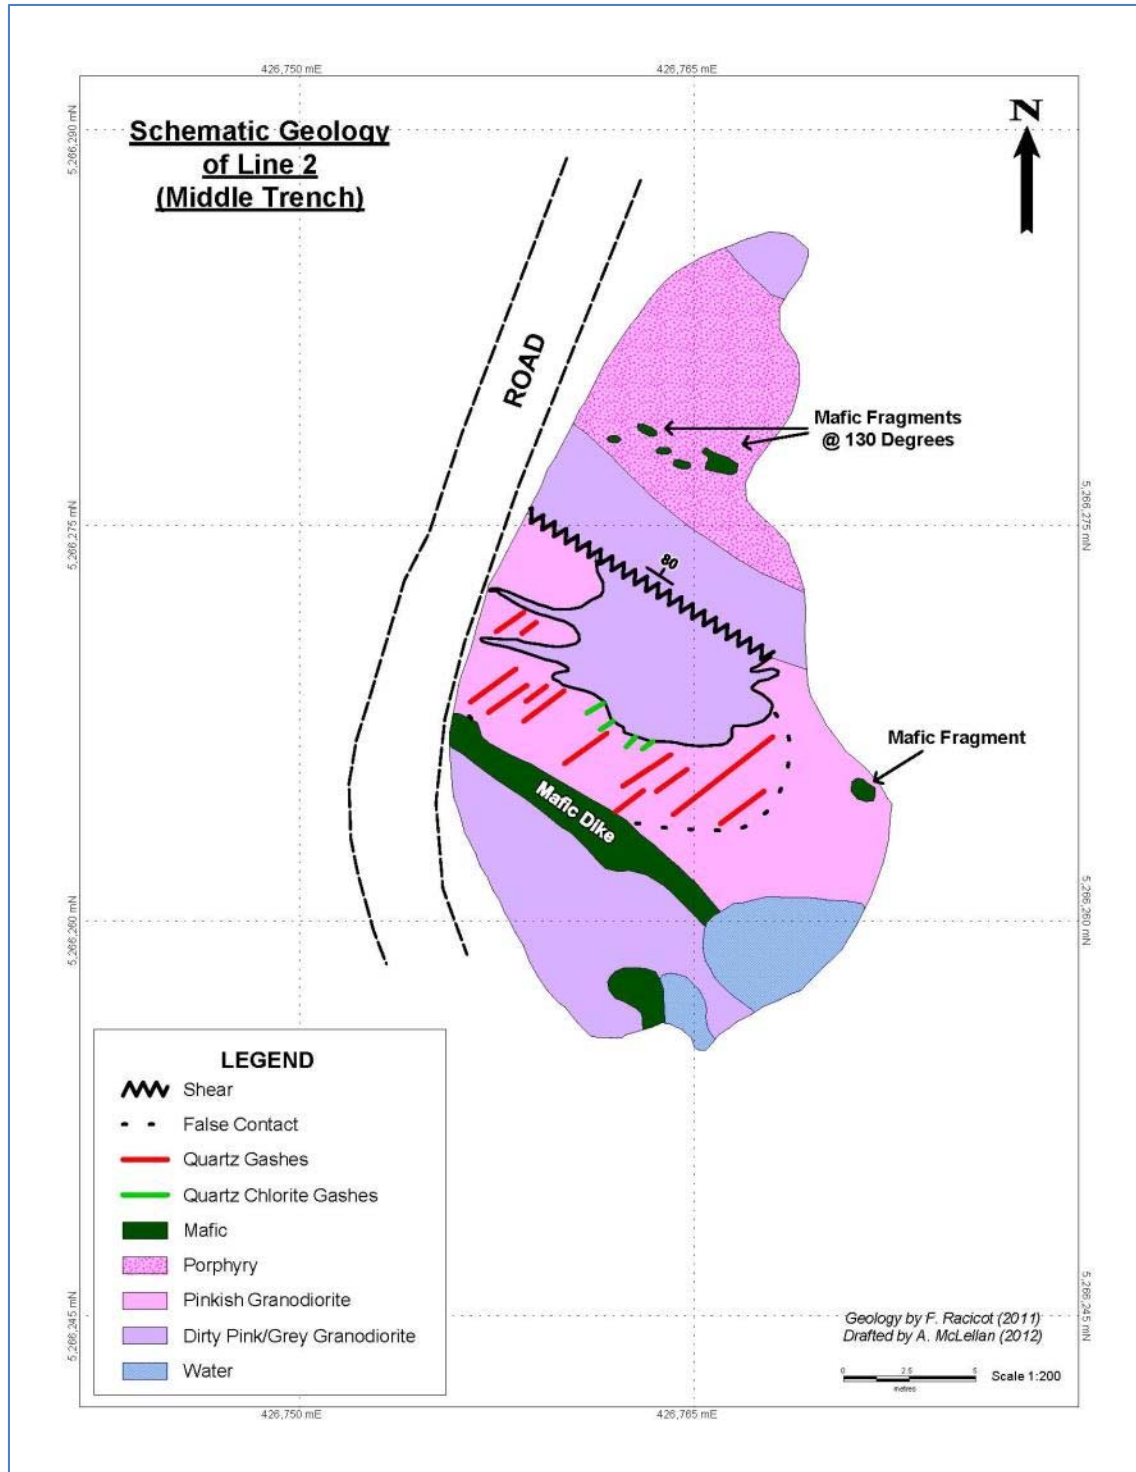 426,750 mE
426,765 mE
5,266,290 mN
Schematic Geology
of Line 2
(Middle Trench)
N
ROAD
Mafic Fragments
@ 130 Degrees
5,266,275 mN
5,266,275 mN
80
Mafic Fragment
Mafic Dike
5,266,260 mN
5,266,260 mN
LEGEND
Shear
False Contact
Quartz Gashes
Quartz Chlorite Gashes
Mafic
Porphyry
Pinkish Granodiorite
Dirty Pink/Grey Granodiorite
Water
5,266,245 mN
5,266,245 mN
Geology by F. Racicot (2011)
Drafted by A. McLellan (2012)
0 2.5 5
metres
Scale 1:200
426,750 mE
426,765 mE